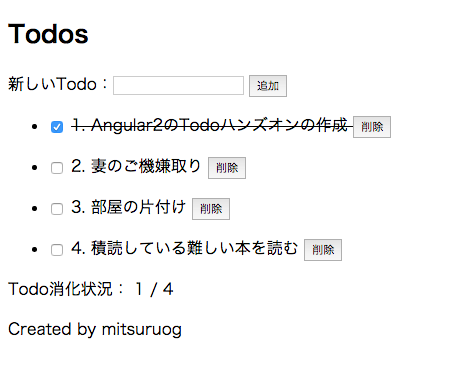 Todos
新しいTodo： 追加
1. Angular2のTodoハンズオンの作成 削除
2. 妻のご機嫌取り 削除
3. 部屋の片付け 削除
4. 積読している難しい本を読む 削除
Todo消化状況： 1 / 4
Created by mitsuruog